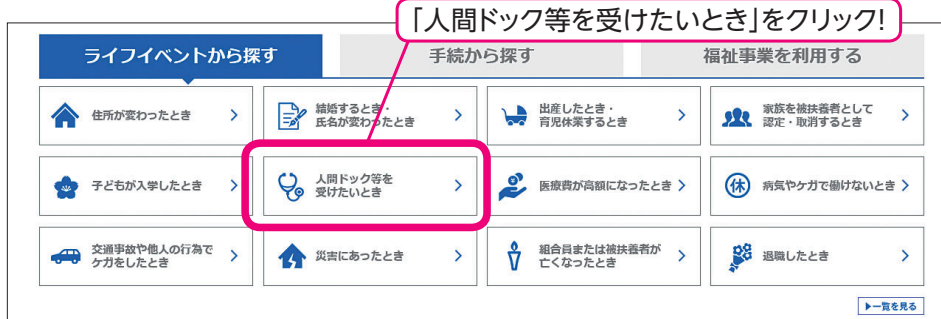 「人間ドック等を受けたいとき」をクリック!
ライフイベントから探す
手続から探す
福祉事業を利用する
住所が変わったとき
結婚するとき・
氏名が変わったとき
出産したとき・
育児休業するとき
家族を被扶養者として
認定・取消するとき
子どもが入学したとき
人間ドック等を
受けたいとき
医療費が高額になったとき
休
病気やケガで働けないとき
交通事故や他人の行為で
ケガをしたとき
災害にあったとき
組合員または被扶養者が
亡くなったとき
退職したとき
▶一覧を見る